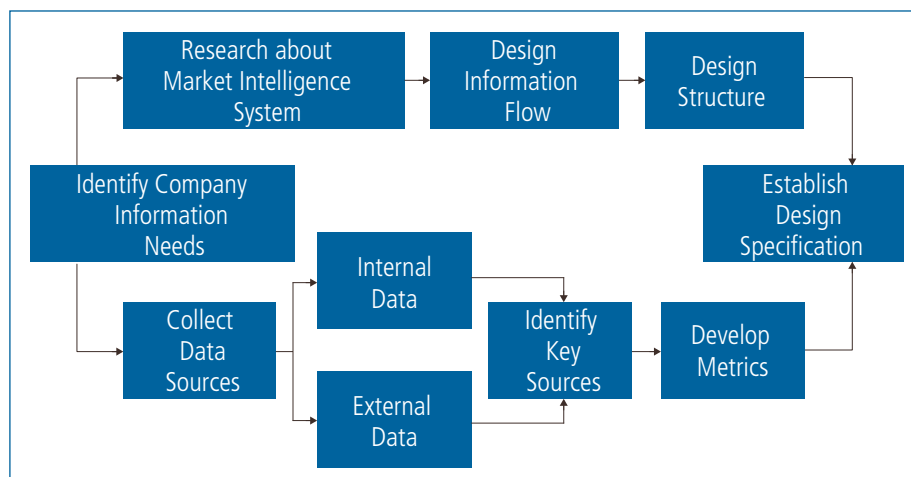 Research about
Market Intelligence
System
Design
Information
Flow
Design
Structure
Identify Company
Information
Needs
Establish
Design
Specification
Internal
Data
Collect
Data
Sources
Identify
Key
Sources
Develop
Metrics
External
Data